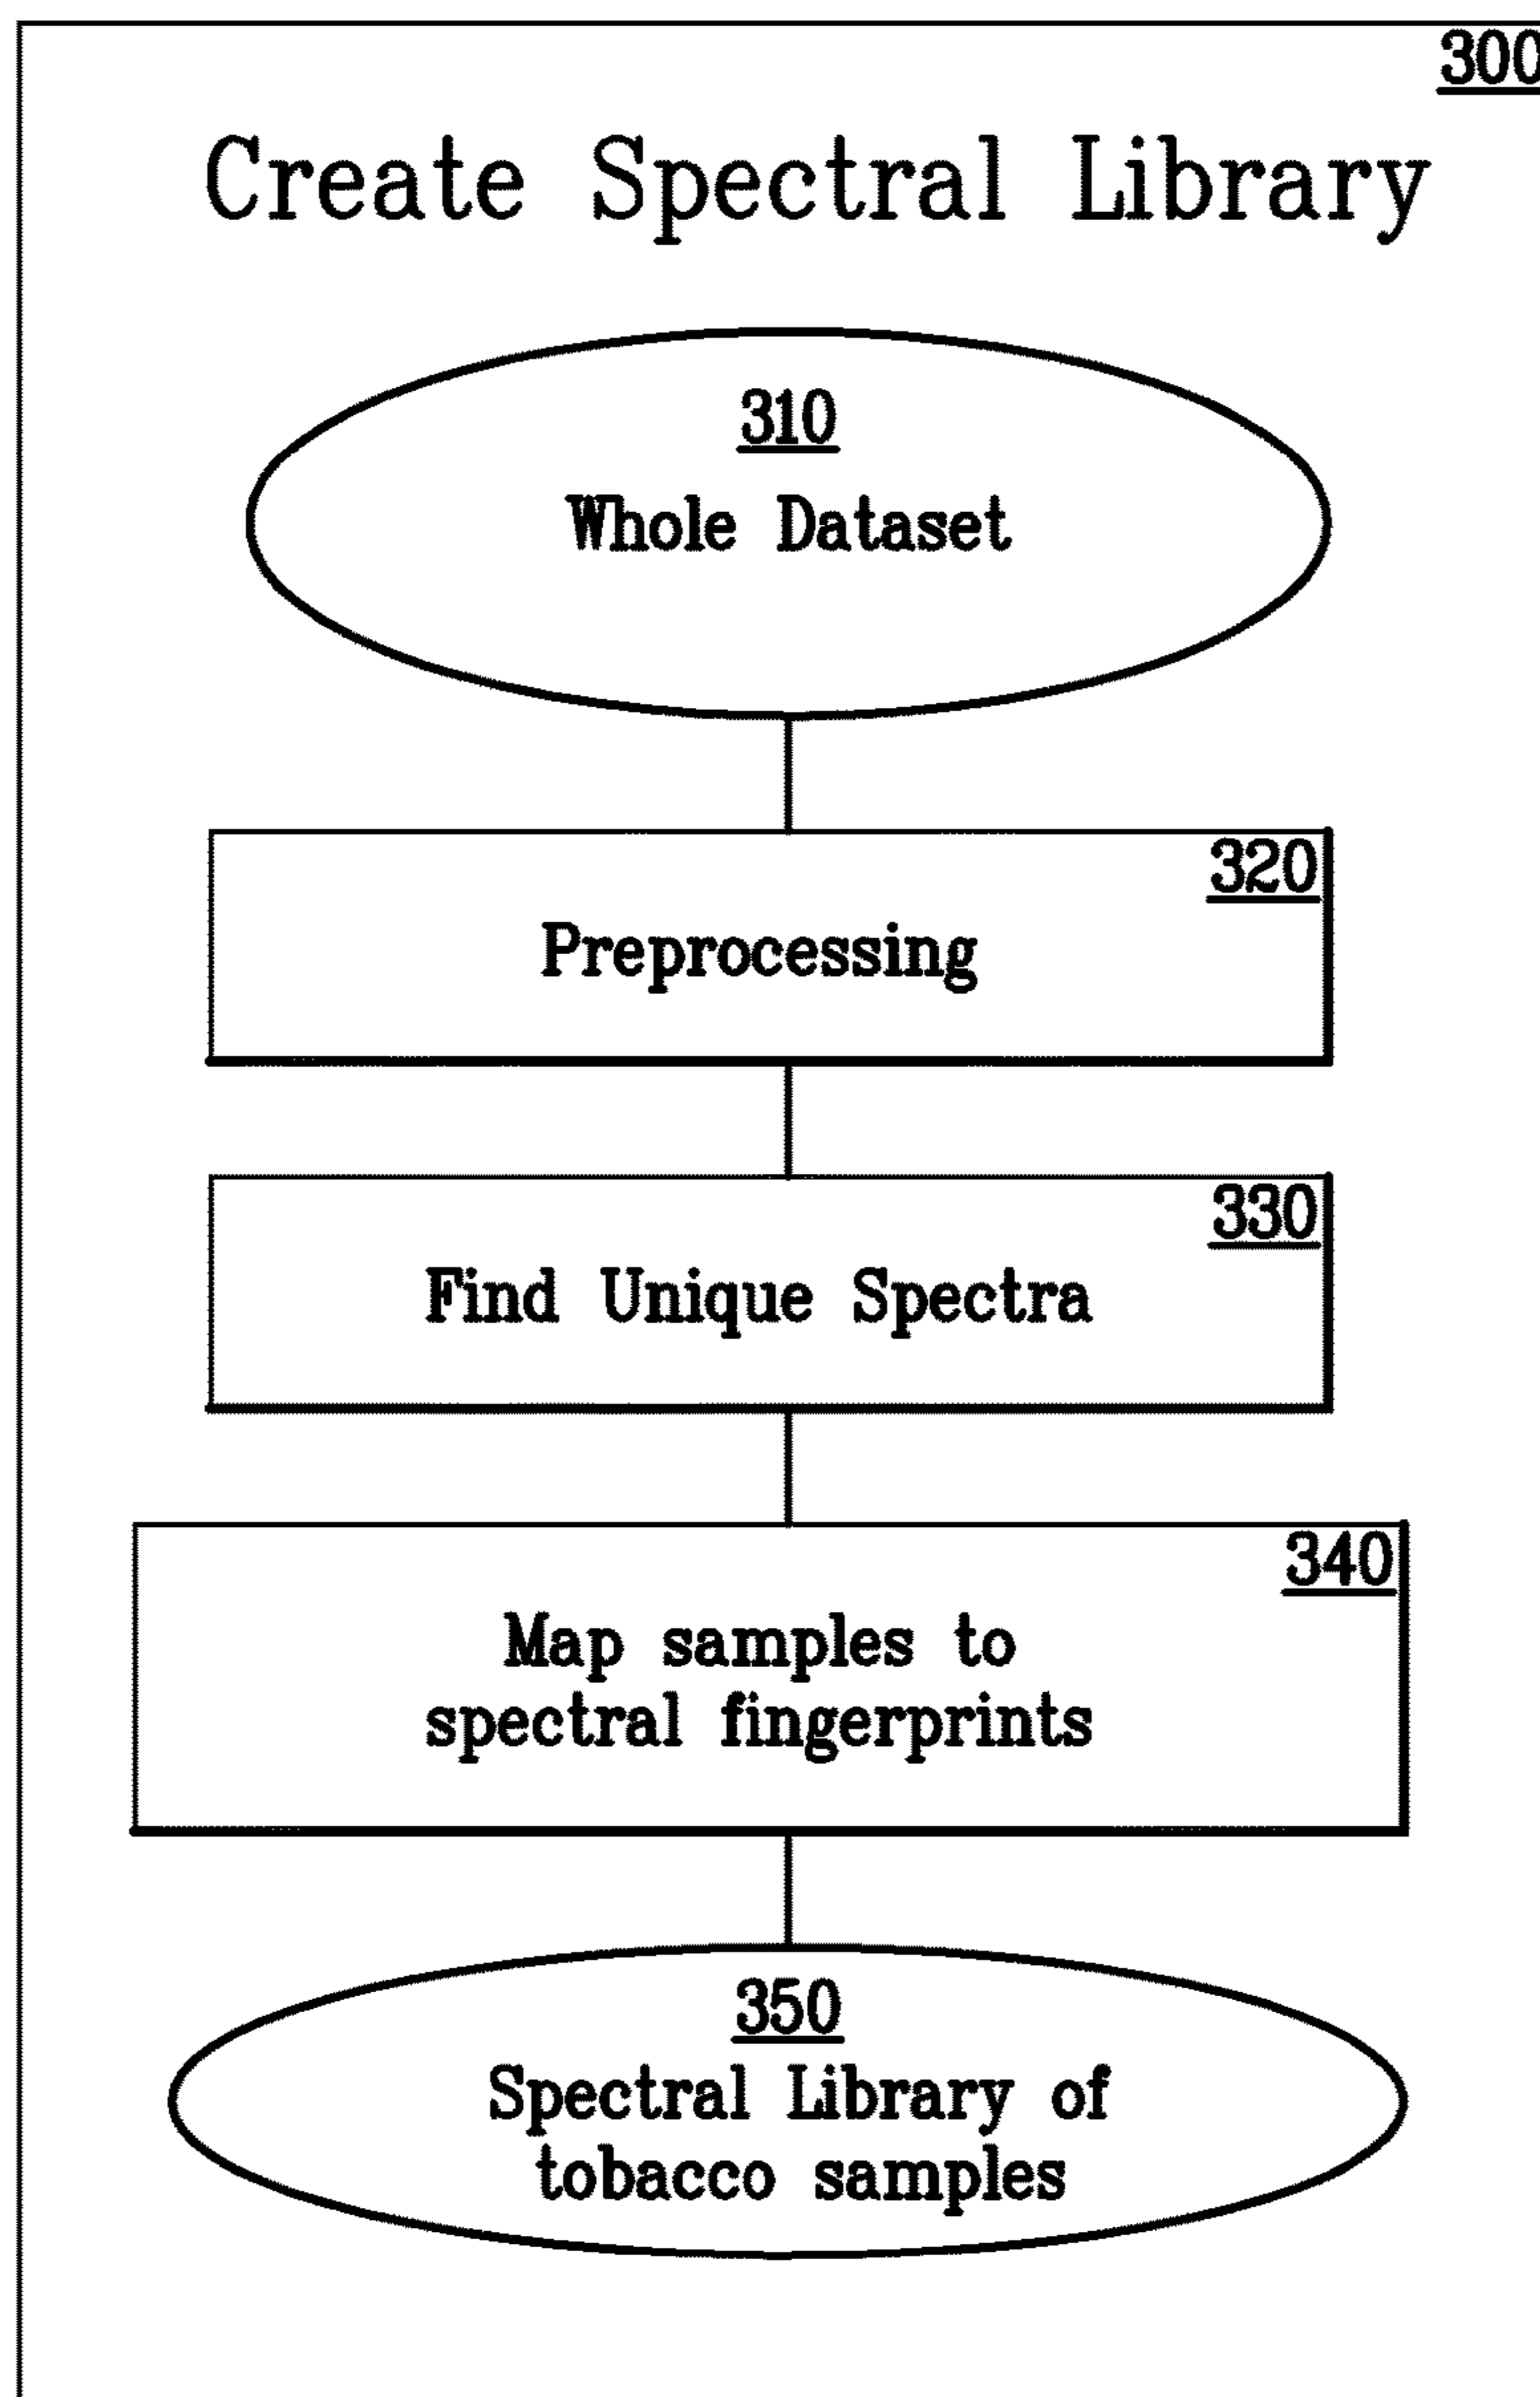 300
Create Spectral Library
310
Whole Dataset
320
Preprocessing
330
Find Unique Spectra
340
Map samples to
spectral fingerprints
350
Spectral Library of
tobacco samples